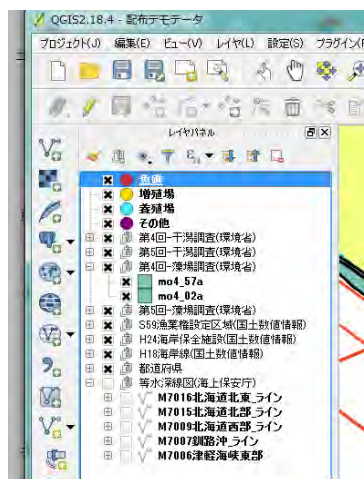 QGIS2.18.4 - 配布デモテータ
プロジェクト(J) 編集(E) ビュー(V) レイヤ(L) 設定(S) プラグイン(P
レイヤパネル
魚礁
増殖場
養殖場
その他
第4回-干潟調査(環境省)
第5回-干潟調査(環境省)
第4回-藻場調査(環境省)
mo4_57a
mo4_02a
第5回-藻場調査(環境省)
S59漁業権設定区域(国土数値情報)
H24海岸保全施設(国土数値情報)
H18海岸線(国土数値情報)
都道府県
等水深線図(海上保安庁)
M7016北海道北東_ライン
M7015北海道北部_ライン
M7009北海道西部_ライン
M7007釧路沖_ライン
M7006津軽海峡東部